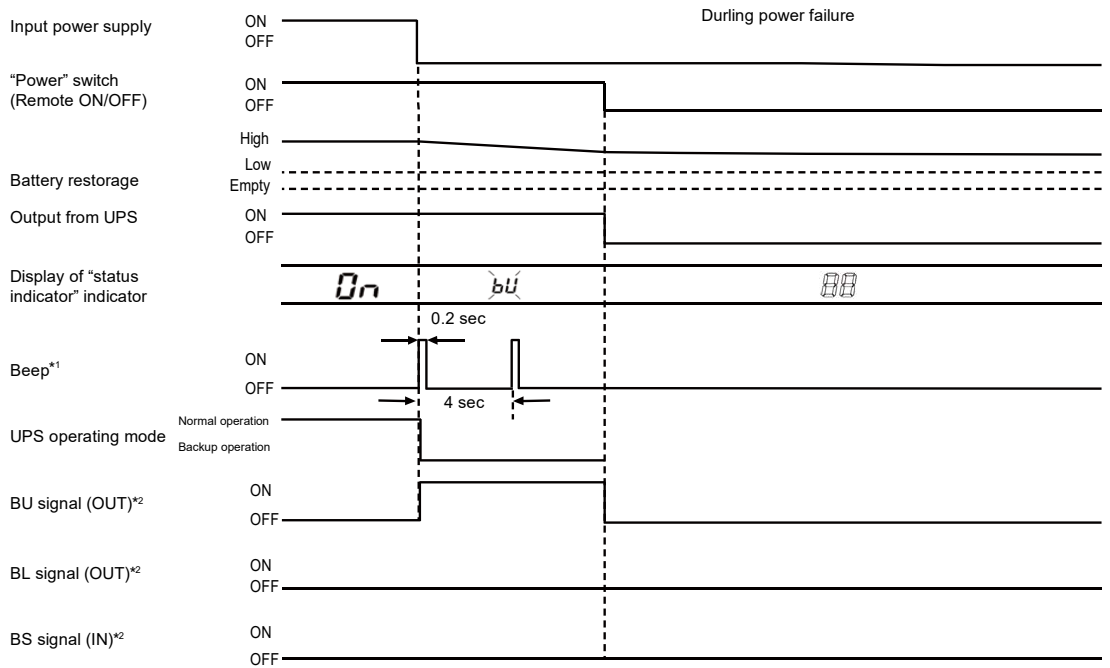 Durling power failure
Input power supply ON
OFF
“Power” switch
(Remote ON/OFF)
ON
OFF
High
Low
Battery restorage Empty
Output from UPS ON
OFF
Display of “status
indicator” indicator
On bU 88
0.2 sec
Beep*1 ON
OFF
4 sec
UPS operating mode Normal operation
Backup operation
BU signal (OUT)*2 ON
OFF
BL signal (OUT)*2 ON
OFF
BS signal (IN)*2 ON
OFF